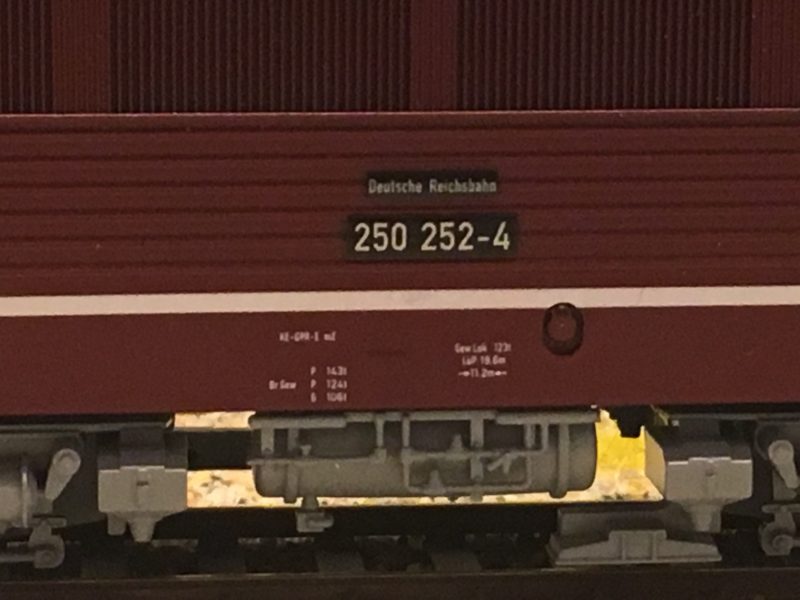 Deutsche Reichsbahn
250 252-4
KE-GPR-E mZ
P 143t
Br Gew P 124t
G 106t
Gew Lok 123t
LüP 19.6m
11.2m